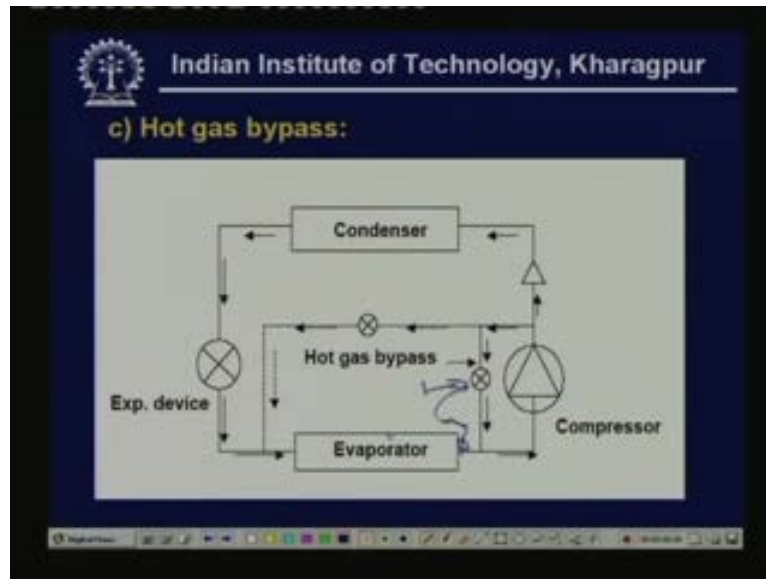 Indian Institute of Technology, Kharagpur
c) Hot gas bypass:
Condenser
Hot gas bypass
Exp. device
Compressor
Evaporator